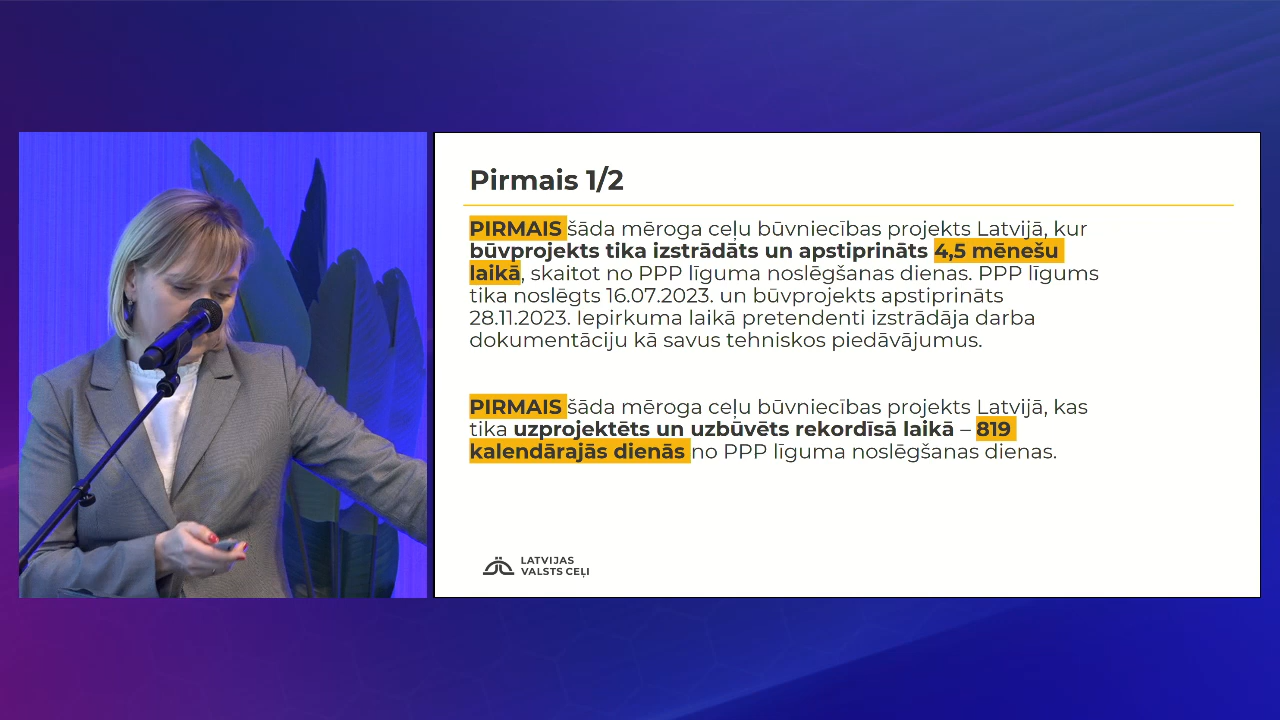 Pirmais 1/2
PIRMAIS šāda mēroga ceļu būvniecības projekts Latvijā, kur
būvprojekts tika izstrādāts un apstiprināts 4,5 mēnešu
laikā, skaitot no PPP līguma noslēgšanas dienas. PPP līgums
tika noslēgts 16.07.2023. un būvprojekts apstiprināts
28.11.2023. Iepirkuma laikā pretendenti izstrādāja darba
dokumentāciju kā savus tehniskos piedāvājumus.
PIRMAIS šāda mēroga ceļu būvniecības projekts Latvijā, kas
tika uzprojektēts un uzbūvēts rekordīsā laikā – 819
kalendārajās dienās no PPP līguma noslēgšanas dienas.
LATVIJAS
VALSTS CEĻI